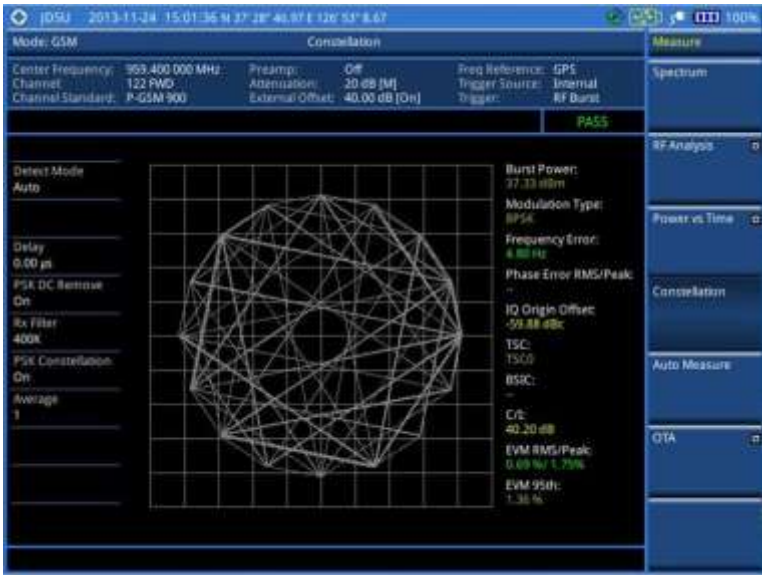 JDSU 2013-11-24 15:01:36 N 37° 28' 40.97 E 126° 53' 8.67 100%
Mode: GSM Constellation Measure
Center Frequency: 959.400 000 MHz Preamp: Off Freq Reference: GPS
Channel: 122 FWD Attenuation: 20 dB [M] Trigger Source: Internal
Channel Standard: P-GSM 900 External Offset: 40.00 dB [On] Trigger: RF Burst
PASS
Spectrum
RF Analysis
Power vs Time
Constellation
Auto Measure
OTA
Detect Mode
Auto
Delay
0.00 µs
PSK DC Remove
On
Rx Filter
400K
PSK Constellation
On
Average
1
Burst Power:
37.33 dBm
Modulation Type:
8PSK
Frequency Error:
4.80 Hz
Phase Error RMS/Peak:
--
IQ Origin Offset:
-59.88 dBc
TSC:
TSC0
BSIC:
--
C/I:
40.20 dB
EVM RMS/Peak:
0.69 %/ 1.75%
EVM 95th:
1.36 %